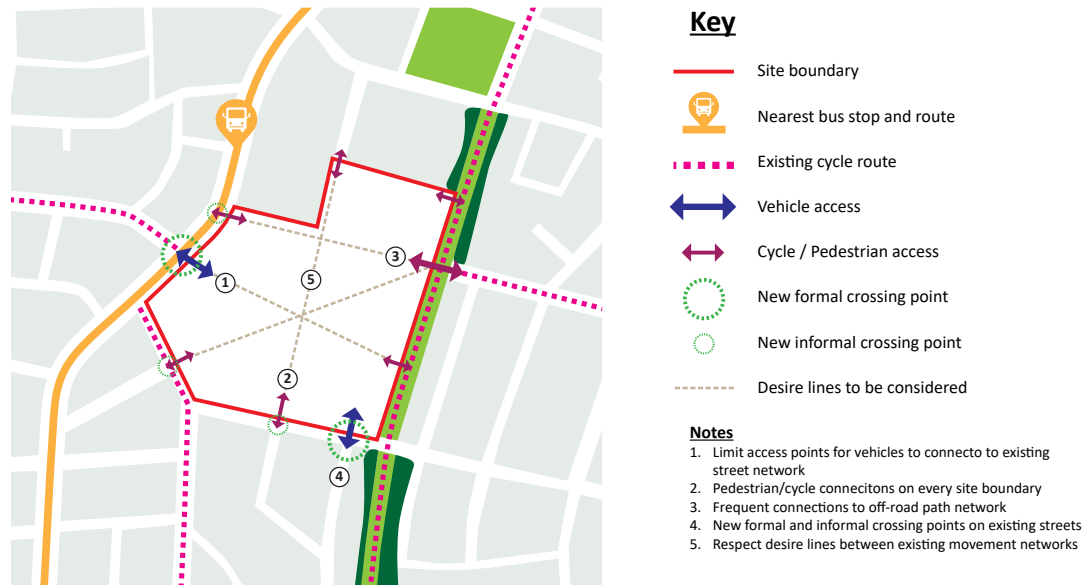 Key
Site boundary
Nearest bus stop and route
Existing cycle route
Vehicle access
Cycle / Pedestrian access
New formal crossing point
New informal crossing point
Desire lines to be considered
Notes
1. Limit access points for vehicles to connecto to existing
street network
2. Pedestrian/cycle connecitons on every site boundary
3. Frequent connections to off-road path network
4. New formal and informal crossing points on existing streets
5. Respect desire lines between existing movement networks
3
1
5
2
4